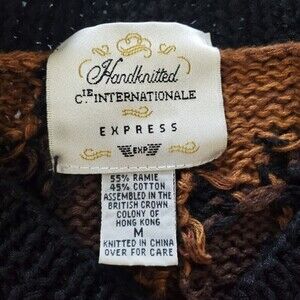 Handknitted
C.IE INTERNATIONALE
EXPRESS
EXP
55% RAMIE
45% COTTON
ASSEMBLED IN THE
BRITISH CROWN
COLONY OF
HONG KONG
M
KNITTED IN CHINA
OVER FOR CARE